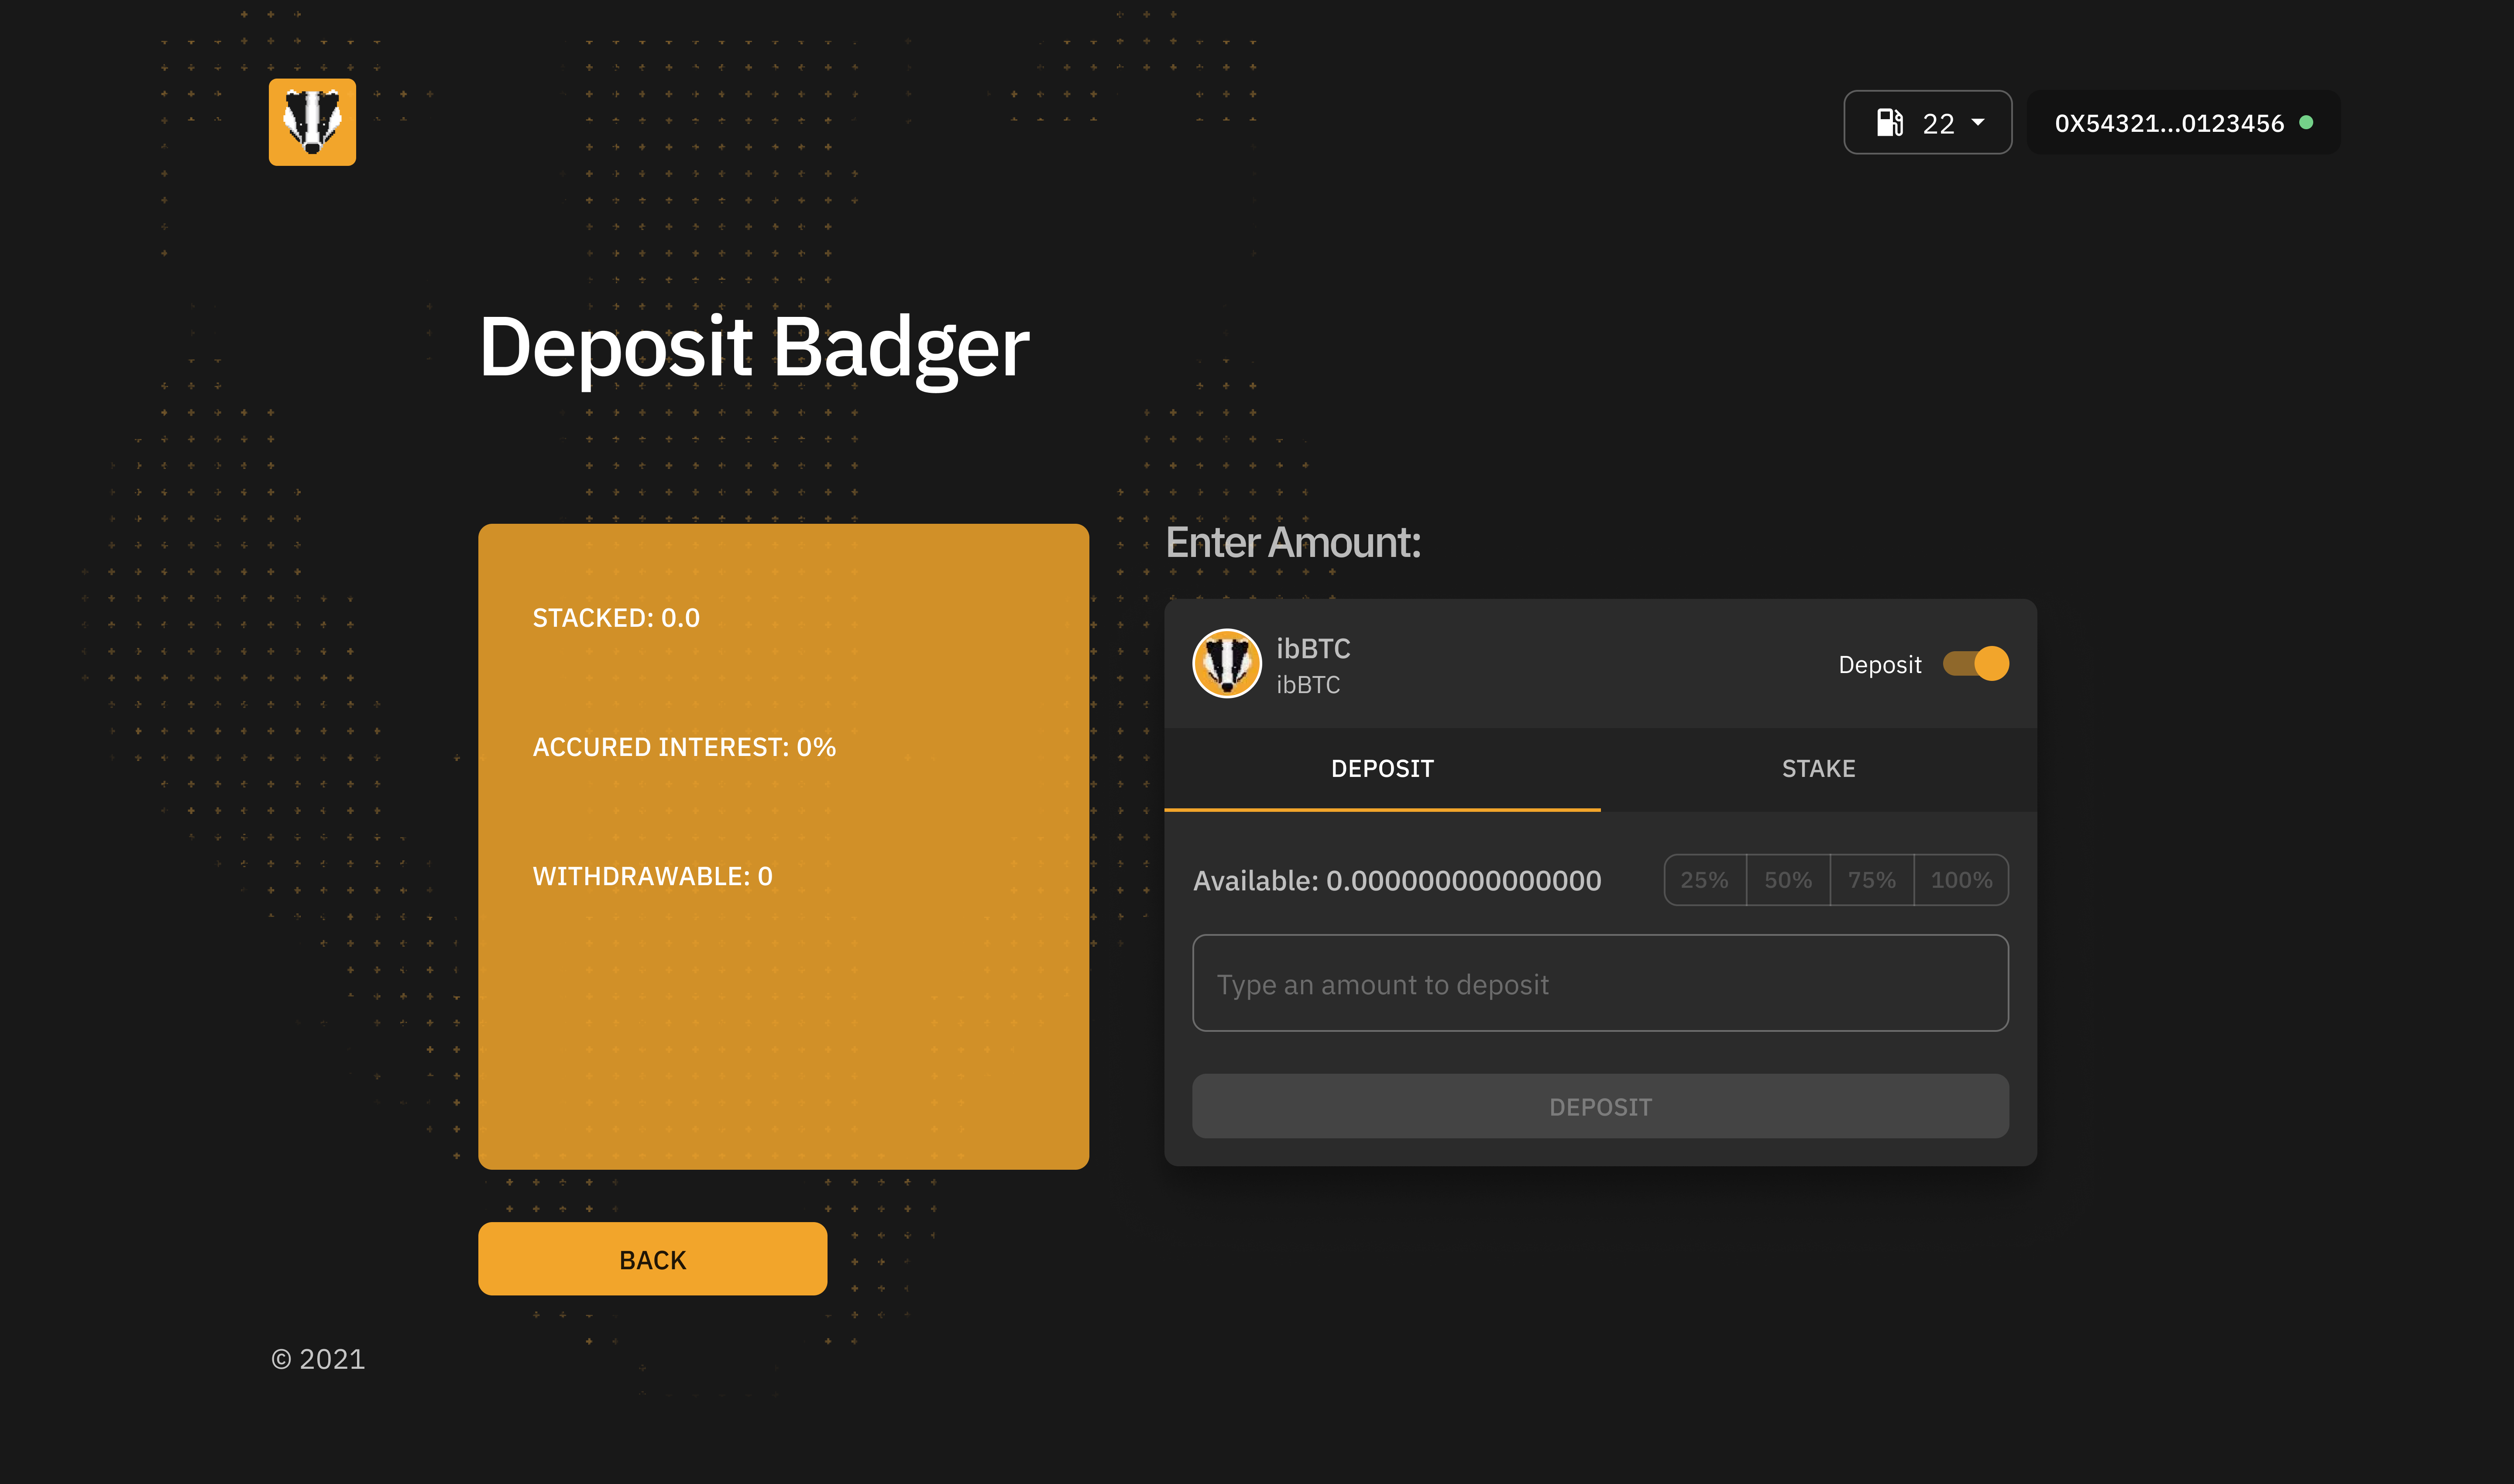 22
0X54321...0123456
Deposit Badger
STACKED: 0.0
ACCURED INTEREST: 0%
WITHDRAWABLE: 0
BACK
Enter Amount:
ibBTC
ibBTC
Deposit
DEPOSIT STAKE
Available: 0.000000000000000 25% 50% 75% 100%
Type an amount to deposit
DEPOSIT
© 2021